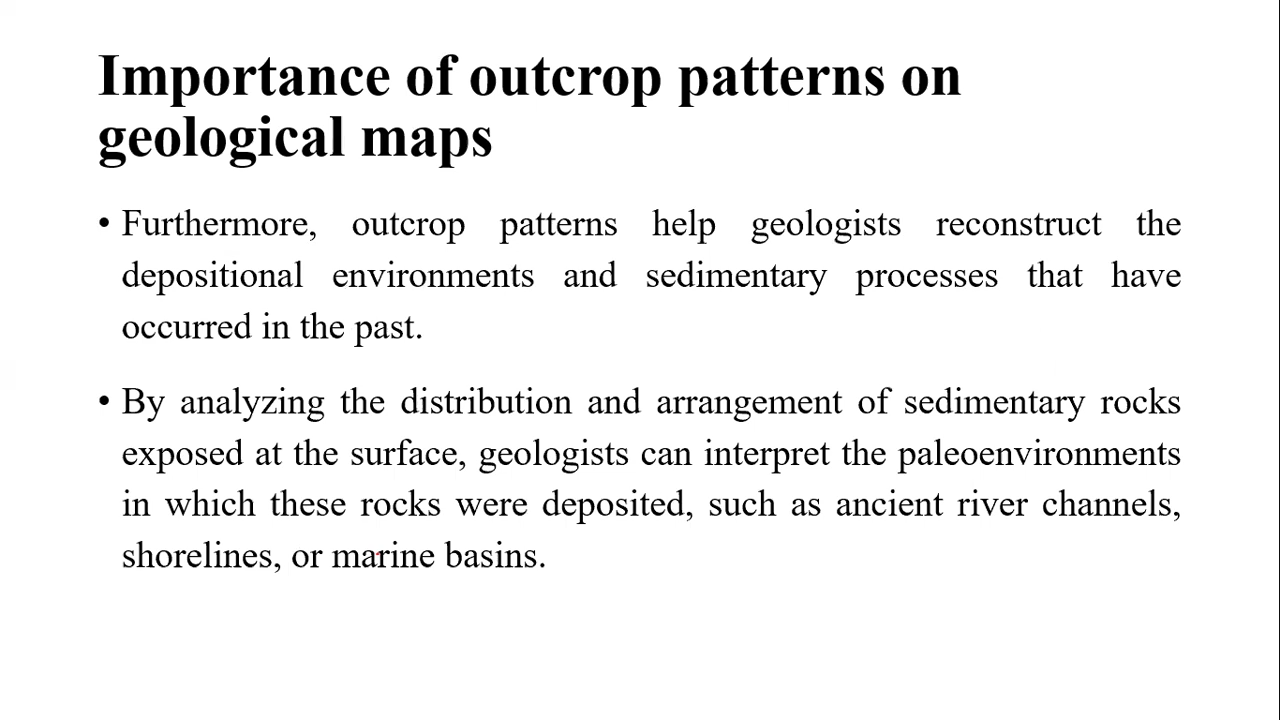 Importance of outcrop patterns on
geological maps
• Furthermore, outcrop patterns help geologists reconstruct the
depositional environments and sedimentary processes that have
occurred in the past.
• By analyzing the distribution and arrangement of sedimentary rocks
exposed at the surface, geologists can interpret the paleoenvironments
in which these rocks were deposited, such as ancient river channels,
shorelines, or marine basins.